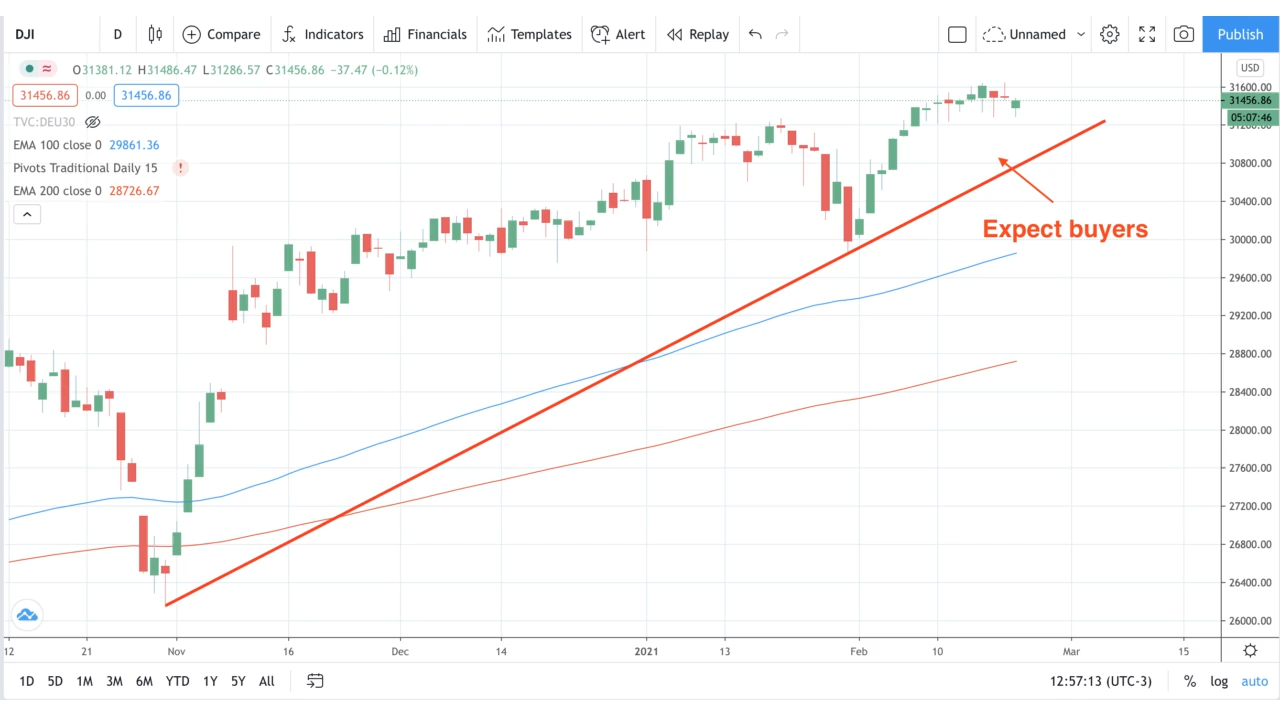 DJI D Compare Indicators Financials Templates Alert Replay Unnamed Publish
O31381.12 H31486.47 L31286.57 C31456.86 −37.47 (−0.12%)
31456.86 0.00 31456.86
TVC:DEU30
EMA 100 close 0 29861.36
Pivots Traditional Daily 15 !
EMA 200 close 0 28726.67
USD
31600.00
31456.86
05:07:46
31200.00
30800.00
30400.00
30000.00
29600.00
29200.00
28800.00
28400.00
28000.00
27600.00
27200.00
26800.00
26400.00
26000.00
Expect buyers
12 21 Nov 16 Dec 14 2021 13 Feb 10 Mar 15
1D 5D 1M 3M 6M YTD 1Y 5Y All 12:57:13 (UTC-3) % log auto